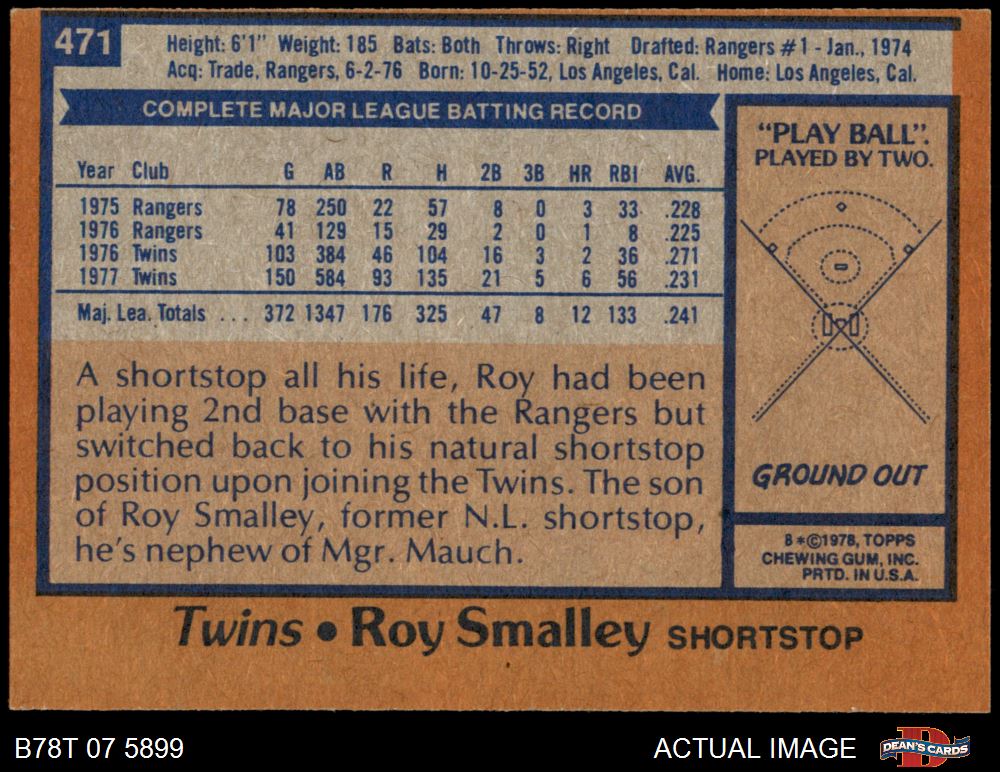 471
Height: 6'1" Weight: 185 Bats: Both Throws: Right Drafted: Rangers #1 - Jan., 1974
Acq: Trade, Rangers, 6-2-76 Born: 10-25-52, Los Angeles, Cal. Home: Los Angeles, Cal.
COMPLETE MAJOR LEAGUE BATTING RECORD
Year Club G AB R H 2B 3B HR RBI AVG.
1975 Rangers 78 250 22 57 8 0 3 33 .228
1976 Rangers 41 129 15 29 2 0 1 8 .225
1976 Twins 103 384 46 104 16 3 2 36 .271
1977 Twins 150 584 93 135 21 5 6 56 .231
Maj. Lea. Totals ... 372 1347 176 325 47 8 12 133 .241
A shortstop all his life, Roy had been
playing 2nd base with the Rangers but
switched back to his natural shortstop
position upon joining the Twins. The son
of Roy Smalley, former N.L. shortstop,
he's nephew of Mgr. Mauch.
"PLAY BALL".
PLAYED BY TWO.
GROUND OUT
8*©1978, TOPPS
CHEWING GUM, INC.
PRTD. IN U.S.A.
Twins • Roy Smalley SHORTSTOP
B78T 07 5899
ACTUAL IMAGE
D
DEAN'S CARDS